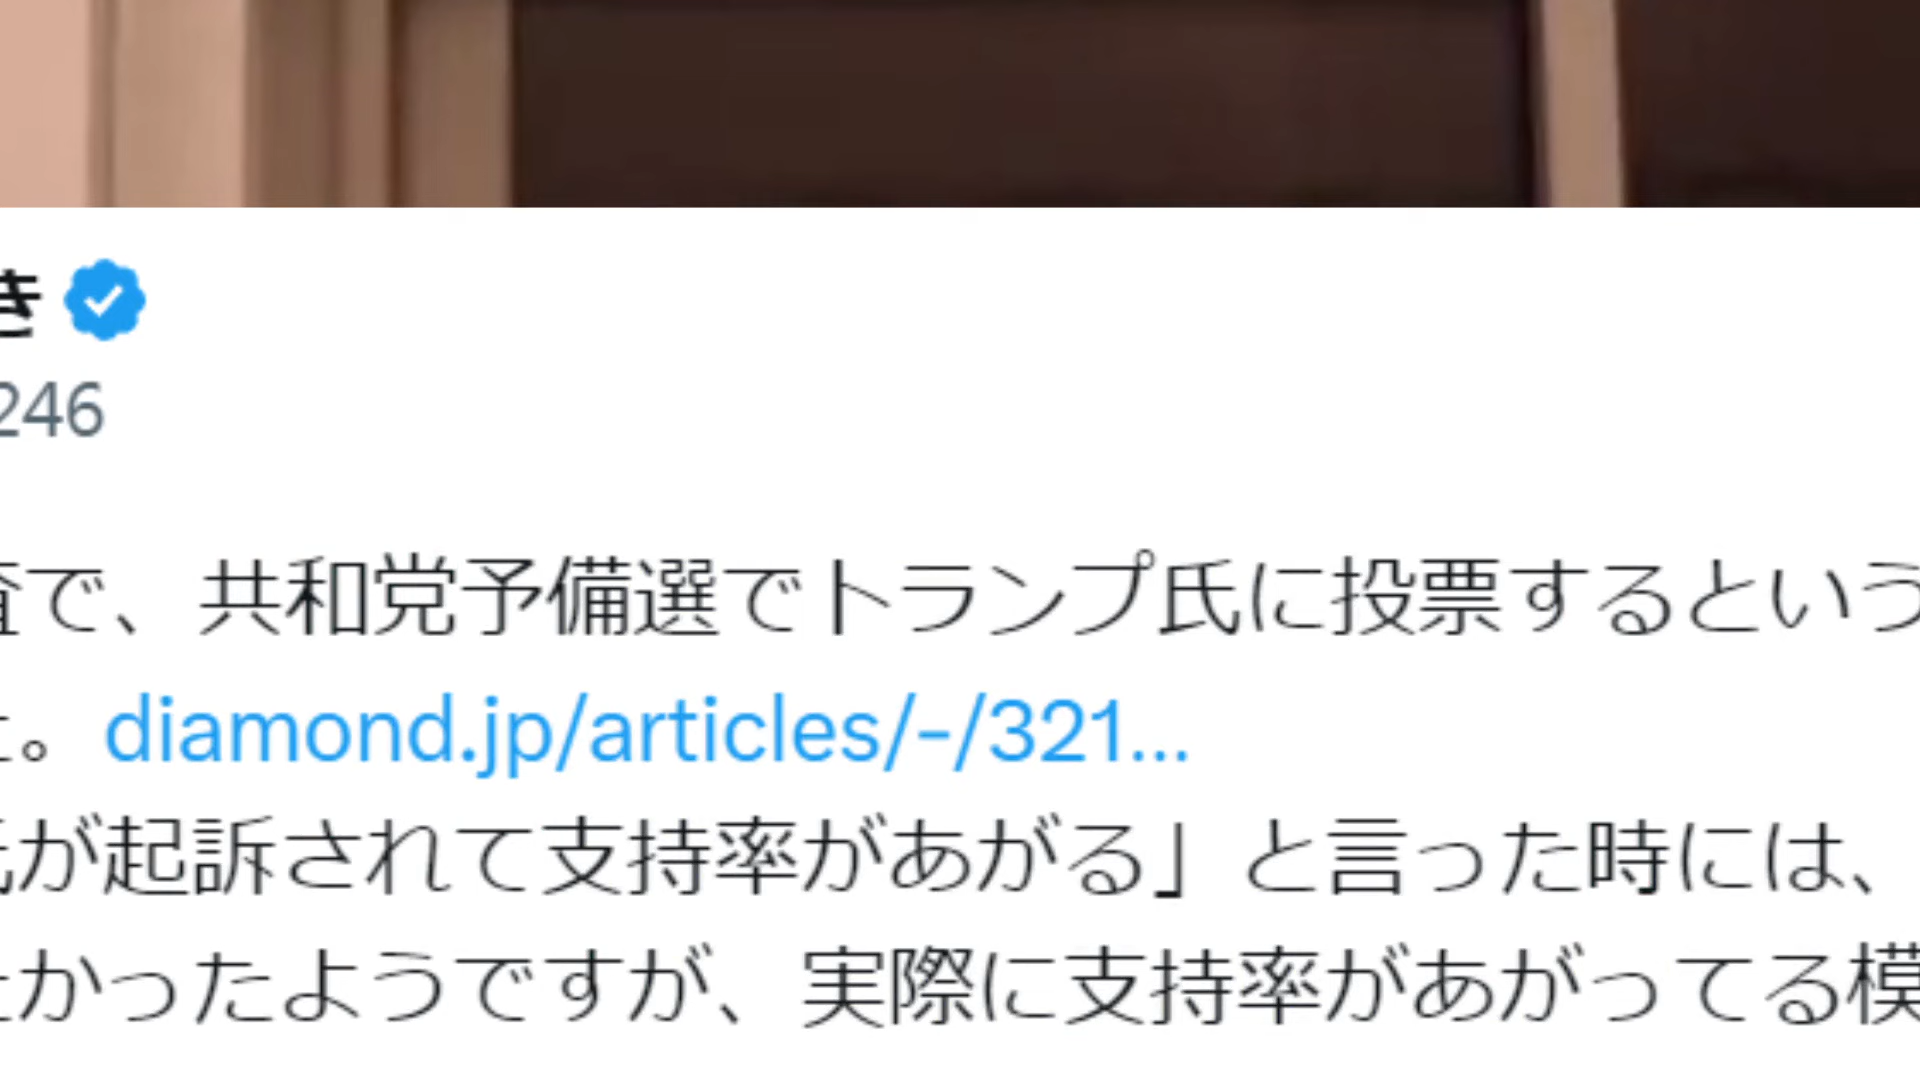 き
246
で、共和党予備選でトランプ氏に投票するという
。 diamond.jp/articles/-/321...
が起訴されて支持率があがる」と言った時には、
かったようですが、実際に支持率があがってる模